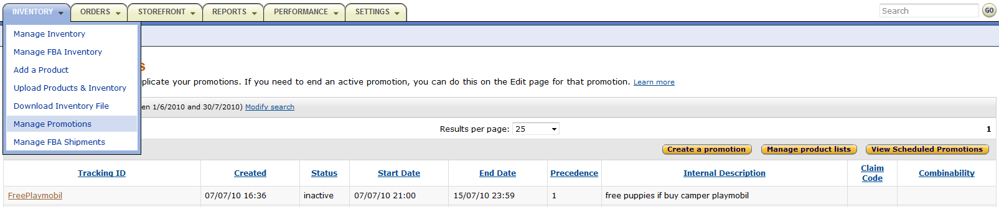 INVENTORY ORDERS STOREFRONT REPORTS PERFORMANCE SETTINGS Search GO
Manage Inventory
Manage FBA Inventory
Add a Product
Upload Products & Inventory
Download Inventory File
Manage Promotions
Manage FBA Shipments
s
plicate your promotions. If you need to end an active promotion, you can do this on the Edit page for that promotion. Learn more
en 1/6/2010 and 30/7/2010) Modify search
Results per page: 25 1
Create a promotion Manage product lists View Scheduled Promotions
Tracking ID Created Status Start Date End Date Precedence Internal Description Claim Code Combinability
FreePlaymobil 07/07/10 16:36 inactive 07/07/10 21:00 15/07/10 23:59 1 free puppies if buy camper playmobil